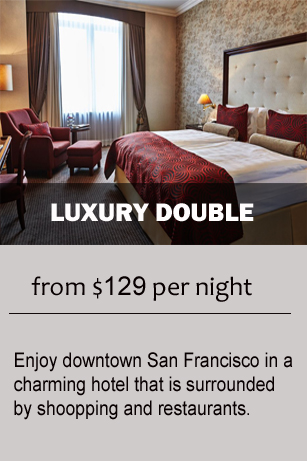 LUXURY DOUBLE
from $129 per night
Enjoy downtown San Francisco in a
charming hotel that is surrounded
by shoopping and restaurants.